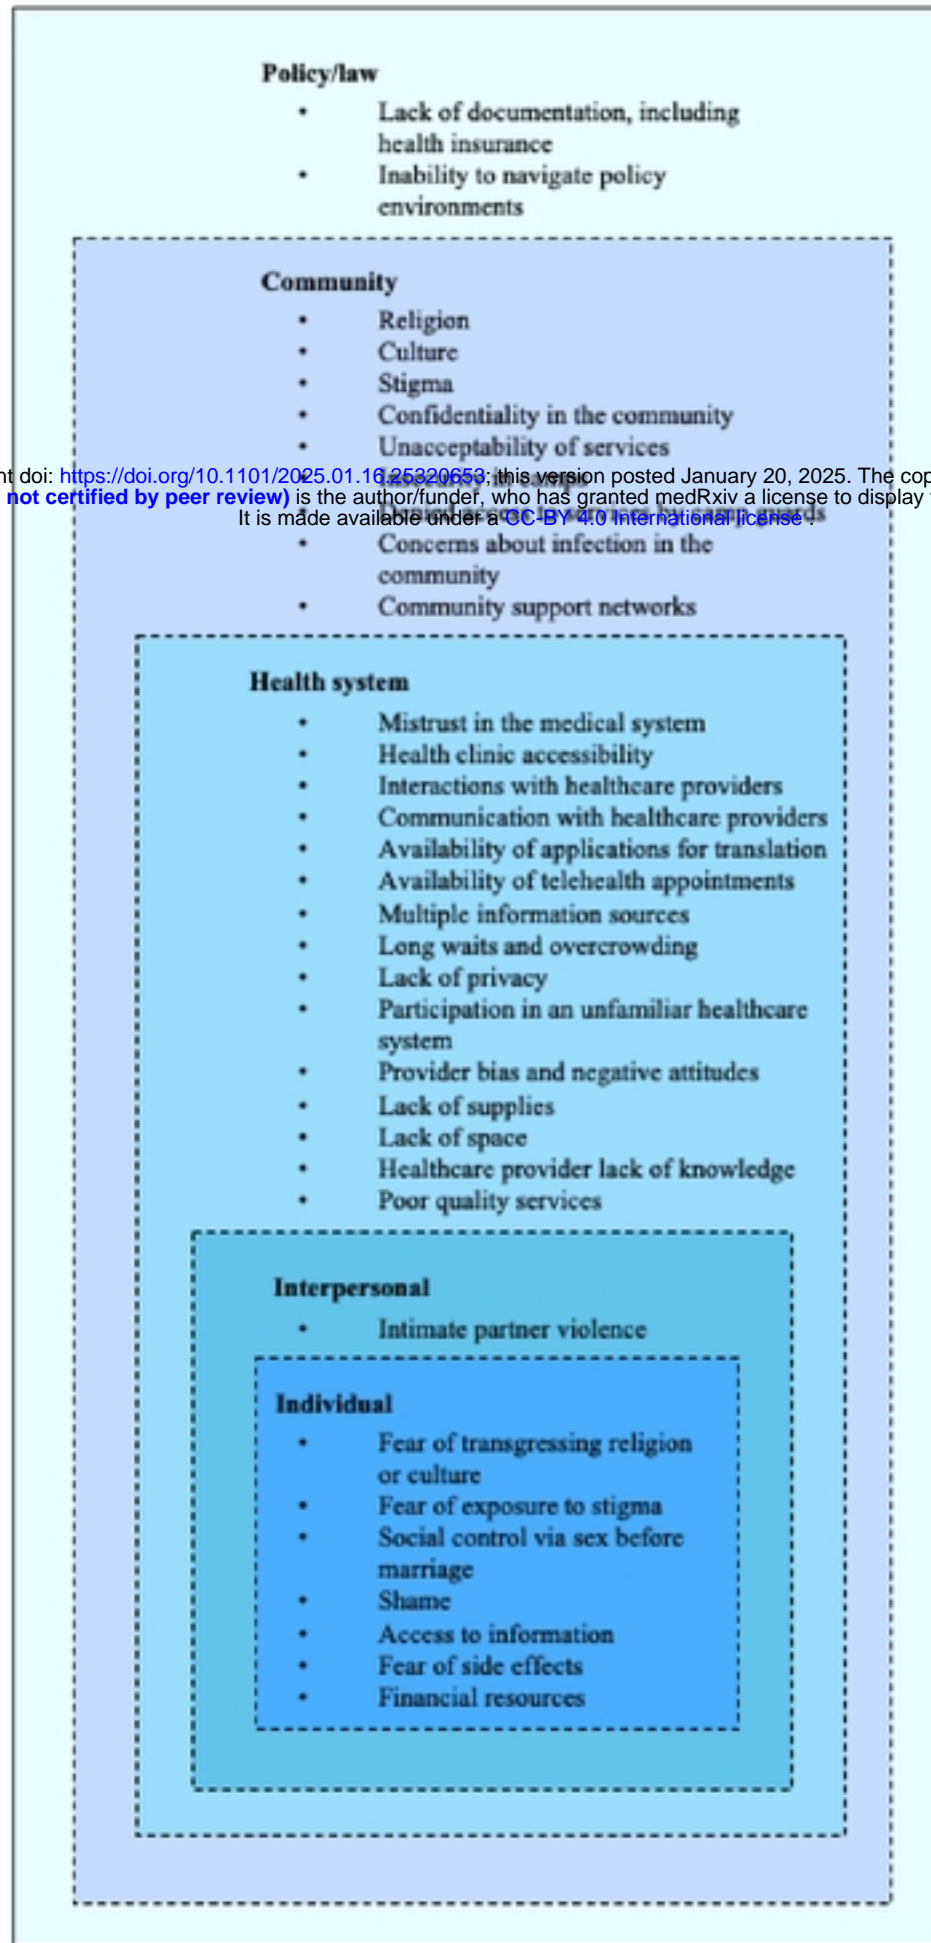 Policy/law
• Lack of documentation, including
health insurance
• Inability to navigate policy
environments
Community
• Religion
• Culture
• Stigma
• Confidentiality in the community
• Unacceptability of services
nt doi: https://doi.org/10.1101/2025.01.16.25320653; this version posted January 20, 2025. The cop
not certified by peer review) is the author/funder, who has granted medRxiv a license to display
• Denied access to services by camp guards
It is made available under a CC-BY 4.0 International license .
• Concerns about infection in the
community
• Community support networks
Health system
• Mistrust in the medical system
• Health clinic accessibility
• Interactions with healthcare providers
• Communication with healthcare providers
• Availability of applications for translation
• Availability of telehealth appointments
• Multiple information sources
• Long waits and overcrowding
• Lack of privacy
• Participation in an unfamiliar healthcare
system
• Provider bias and negative attitudes
• Lack of supplies
• Lack of space
• Healthcare provider lack of knowledge
• Poor quality services
Interpersonal
• Intimate partner violence
Individual
• Fear of transgressing religion
or culture
• Fear of exposure to stigma
• Social control via sex before
marriage
• Shame
• Access to information
• Fear of side effects
• Financial resources